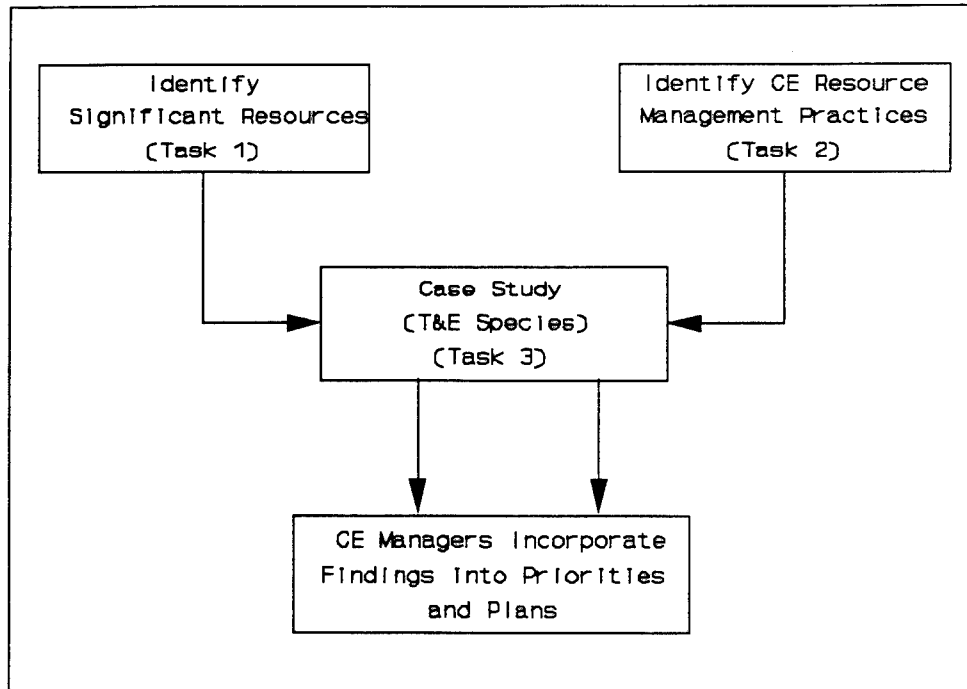 Identify
Significant Resources
(Task 1)
Identify CE Resource
Management Practices
(Task 2)
Case Study
(T&E Species)
(Task 3)
CE Managers Incorporate
Findings into Priorities
and Plans